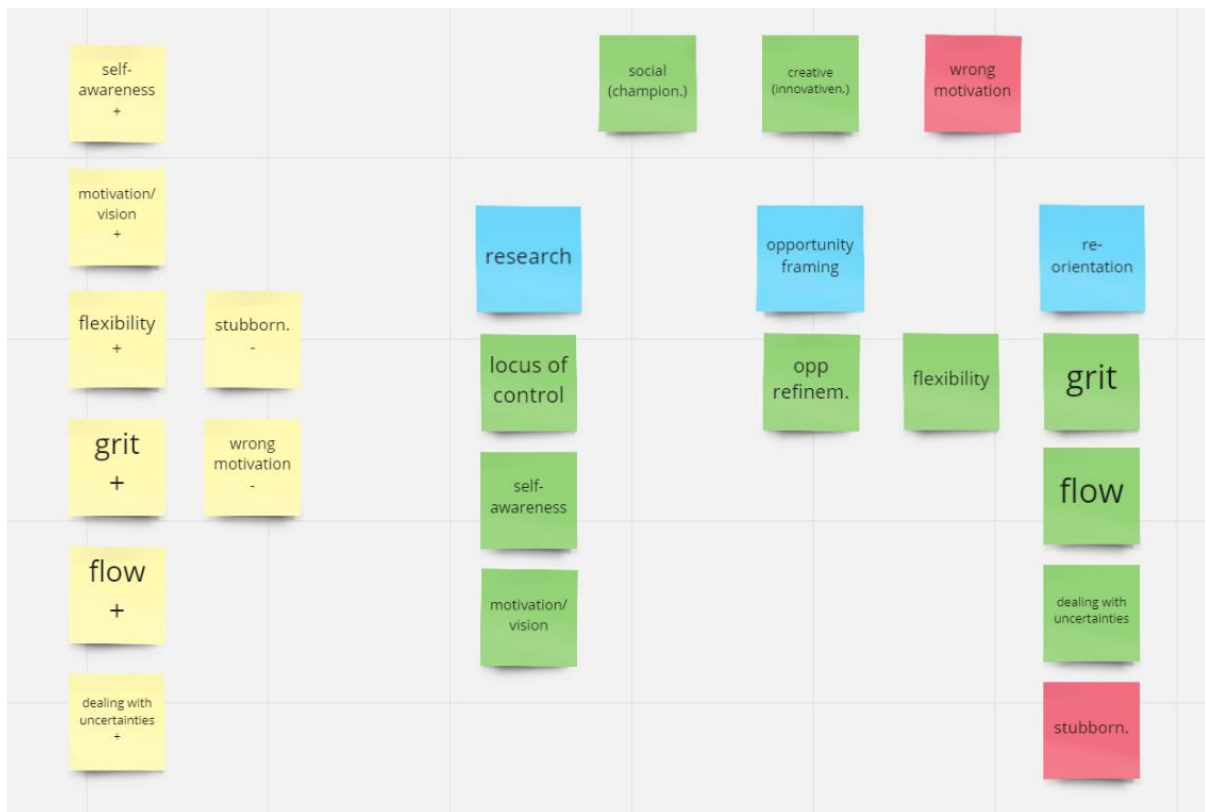 self-
awareness
+
motivation/
vision
+
flexibility
+
stubborn.
-
grit
+
wrong
motivation
-
flow
+
dealing with
uncertainties
+
social
(champion.)
creative
(innovativen.)
wrong
motivation
research
opportunity
framing
re-
orientation
locus of
control
opp
refinem.
flexibility
grit
self-
awareness
flow
motivation/
vision
dealing with
uncertainties
stubborn.